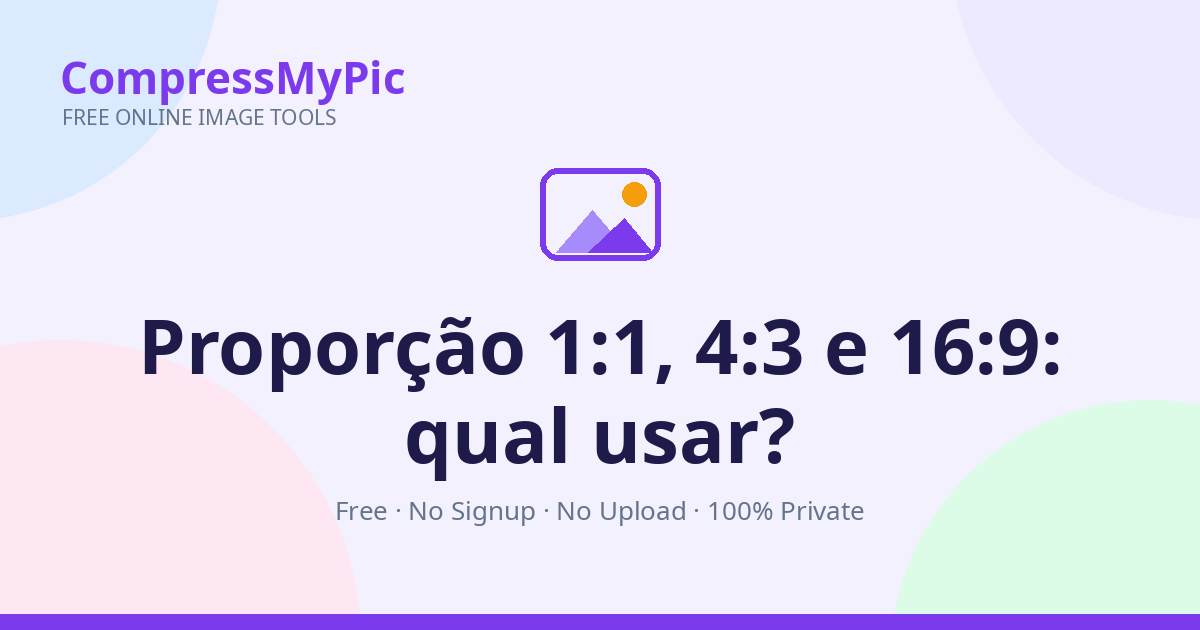 CompressMyPic
FREE ONLINE IMAGE TOOLS
Proporção 1:1, 4:3 e 16:9:
qual usar?
Free · No Signup · No Upload · 100% Private